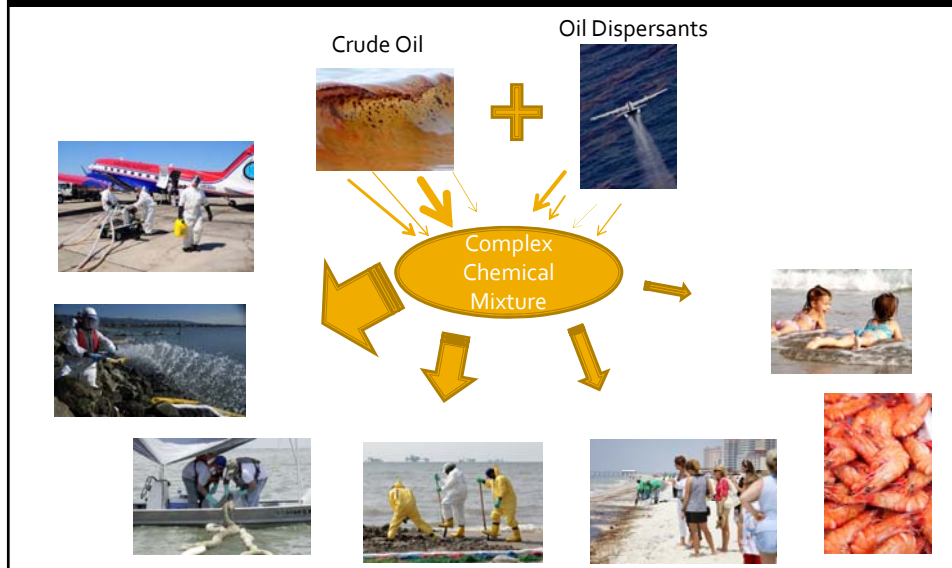 Crude Oil
Oil Dispersants
Complex
Chemical
Mixture